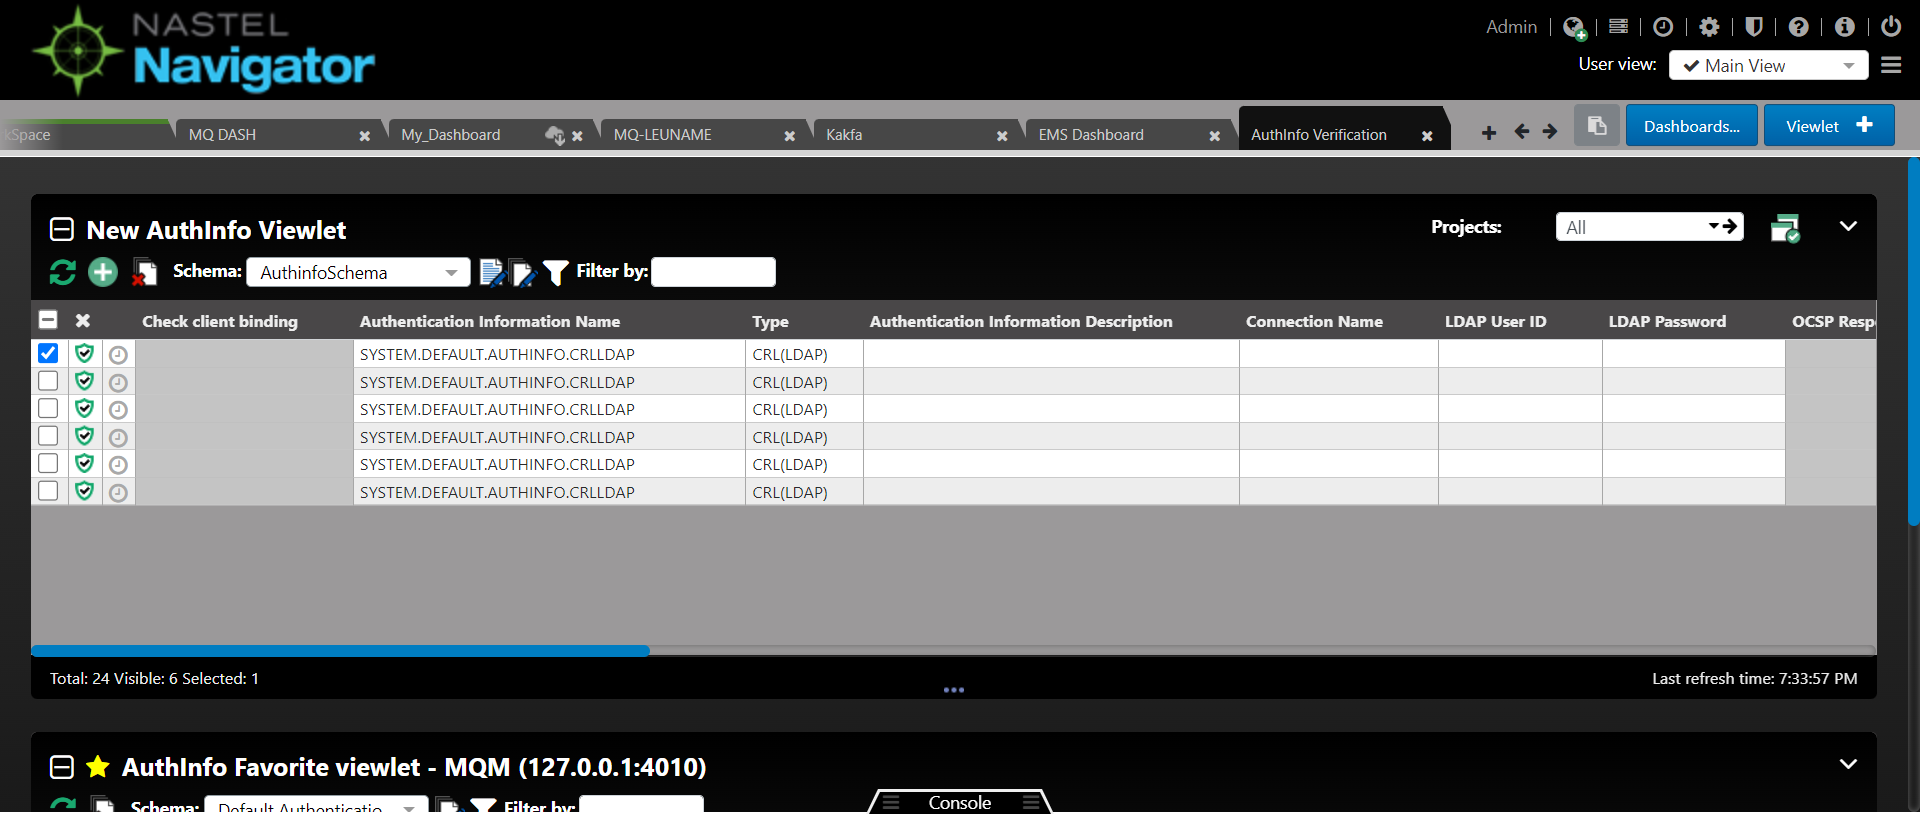 NASTEL
Navigator
Admin
User view: Main View
kSpace MQ DASH My_Dashboard MQ-LEUNAME Kakfa EMS Dashboard AuthInfo Verification Dashboards... Viewlet
New AuthInfo Viewlet Projects: All
Schema: AuthinfoSchema Filter by:
Check client binding Authentication Information Name Type Authentication Information Description Connection Name LDAP User ID LDAP Password OCSP Resp
SYSTEM.DEFAULT.AUTHINFO.CRLLDAP CRL(LDAP)
SYSTEM.DEFAULT.AUTHINFO.CRLLDAP CRL(LDAP)
SYSTEM.DEFAULT.AUTHINFO.CRLLDAP CRL(LDAP)
SYSTEM.DEFAULT.AUTHINFO.CRLLDAP CRL(LDAP)
SYSTEM.DEFAULT.AUTHINFO.CRLLDAP CRL(LDAP)
SYSTEM.DEFAULT.AUTHINFO.CRLLDAP CRL(LDAP)
Total: 24 Visible: 6 Selected: 1 Last refresh time: 7:33:57 PM
AuthInfo Favorite viewlet - MQM (127.0.0.1:4010)
Schema: Default Authenticatio Filter by:
Console